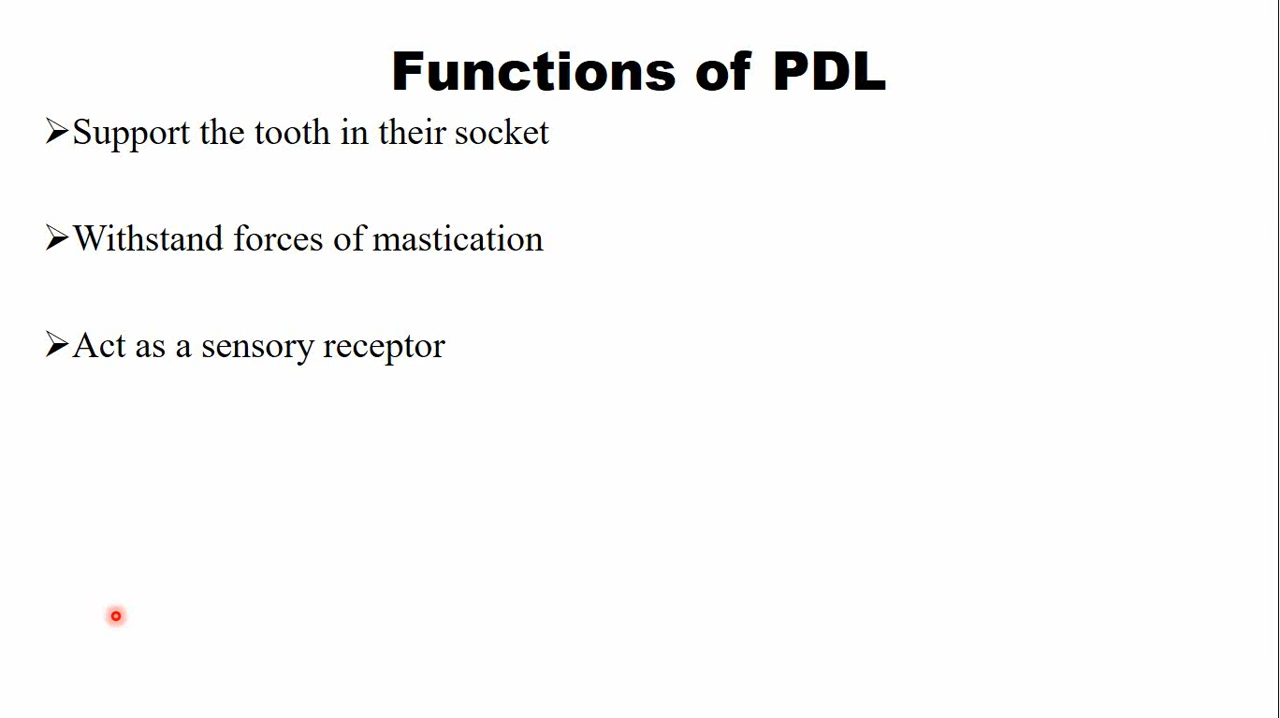 Functions of PDL
➢Support the tooth in their socket
➢Withstand forces of mastication
➢Act as a sensory receptor